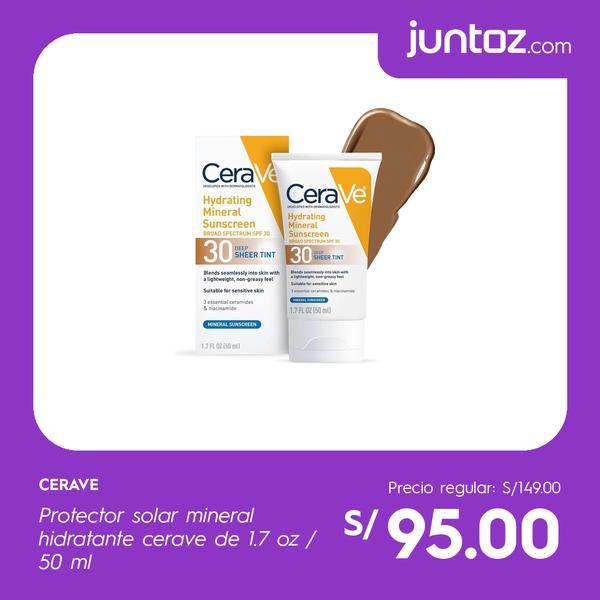 juntoz.com
CeraVe
DEVELOPED WITH DERMATOLOGISTS
Hydrating
Mineral
Sunscreen
BROAD SPECTRUM SPF 30
30 DEEP
SHEER TINT
Blends seamlessly into skin with
a lightweight, non-greasy feel
Suitable for sensitive skin
3 essential ceramides
& niacinamide
MINERAL SUNSCREEN
1.7 FL OZ (50 ml)
CeraVe
DEVELOPED WITH DERMATOLOGISTS
Hydrating
Mineral
Sunscreen
BROAD SPECTRUM SPF 30
30 DEEP
SHEER TINT
Blends seamlessly into skin with
a lightweight, non-greasy feel
Suitable for sensitive skin
3 essential ceramides & niacinamide
MINERAL SUNSCREEN
1.7 FL OZ (50 ml)
CERAVE
Protector solar mineral
hidratante cerave de 1.7 oz /
50 ml
Precio regular: S/149.00
S/ 95.00